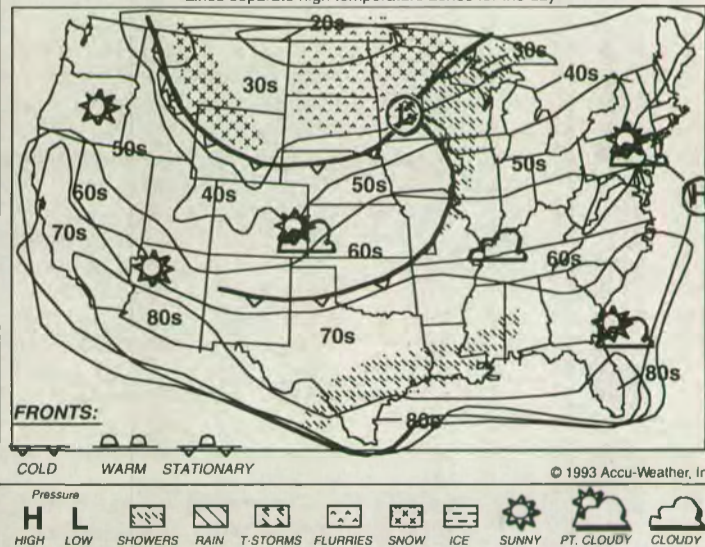 Lines separate high temperature zones for the day.
20s
30s
30s
40s
50s
50s
60s
40s
50s
70s
60s
60s
80s
70s
80s
80s
L
H
FRONTS:
COLD WARM STATIONARY
© 1993 Accu-Weather, In
Pressure
H L
HIGH LOW SHOWERS RAIN T-STORMS FLURRIES SNOW ICE SUNNY PT. CLOUDY CLOUDY